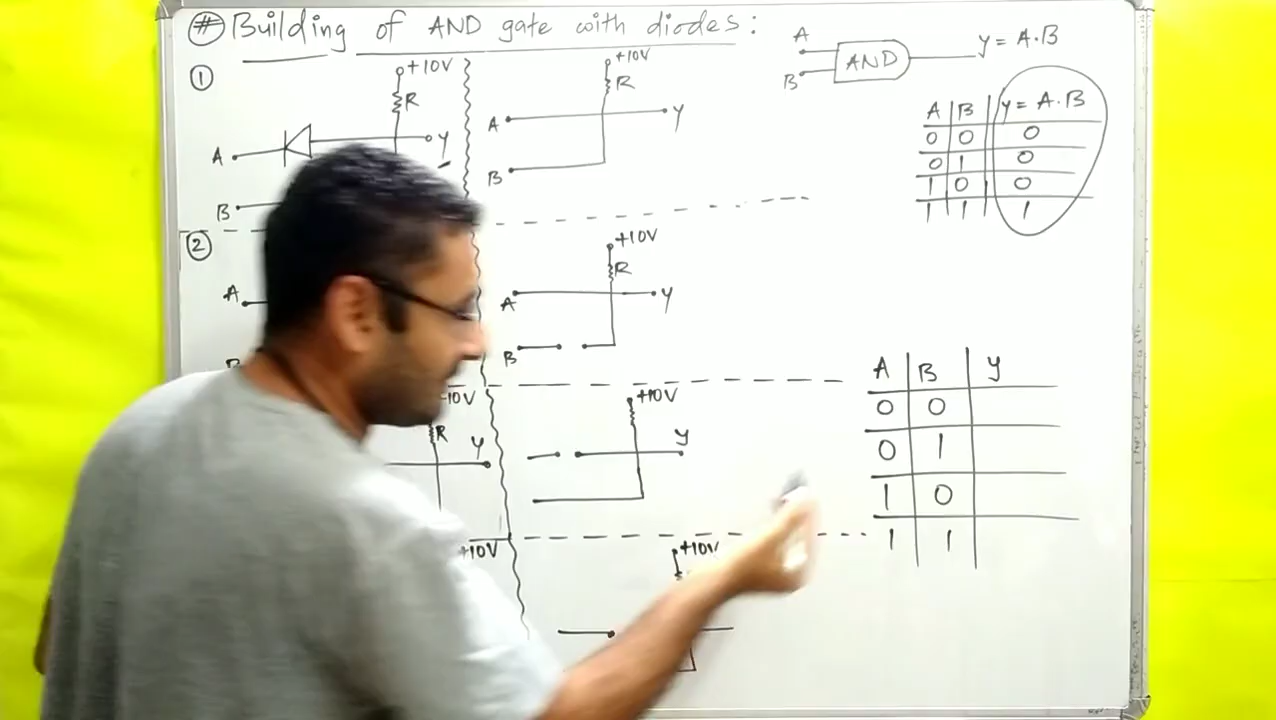 # Building of AND gate with diodes:
A
B
AND
y = A.B
A B y = A.B
0 0 0
0 1 0
1 0 0
1 1 1
1
+10V
R
A
y
B
+10V
R
A
y
B
2
A
+10V
R
A
y
B
10V
R
y
+10V
y
A B y
0 0
0 1
1 0
1 1
+10V
+10V